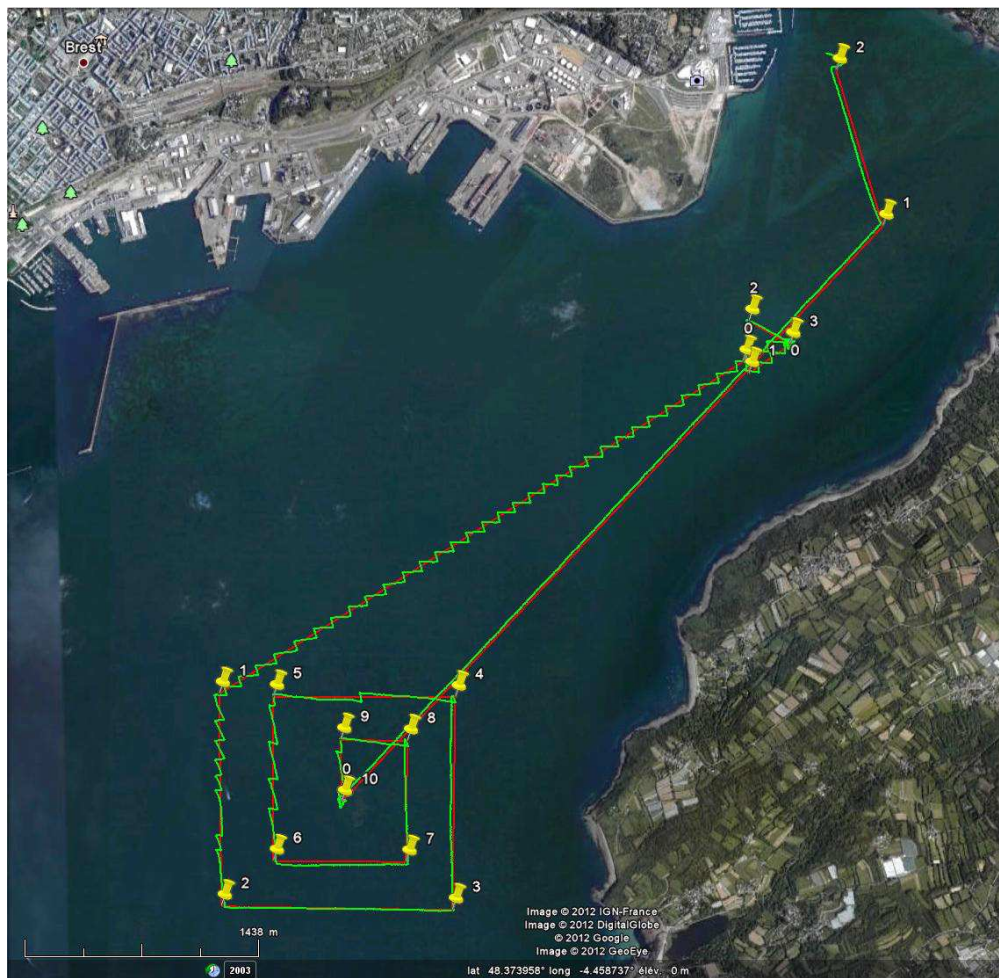 Brest
2
1
2
3
0
1
0
1
5
4
9
8
0
10
6
7
2
3
Image © 2012 IGN-France
Image © 2012 DigitalGlobe
© 2012 Google
Image © 2012 GeoEye
1438 m
2003
lat 48.373958° long -4.458737° élév. 0 m